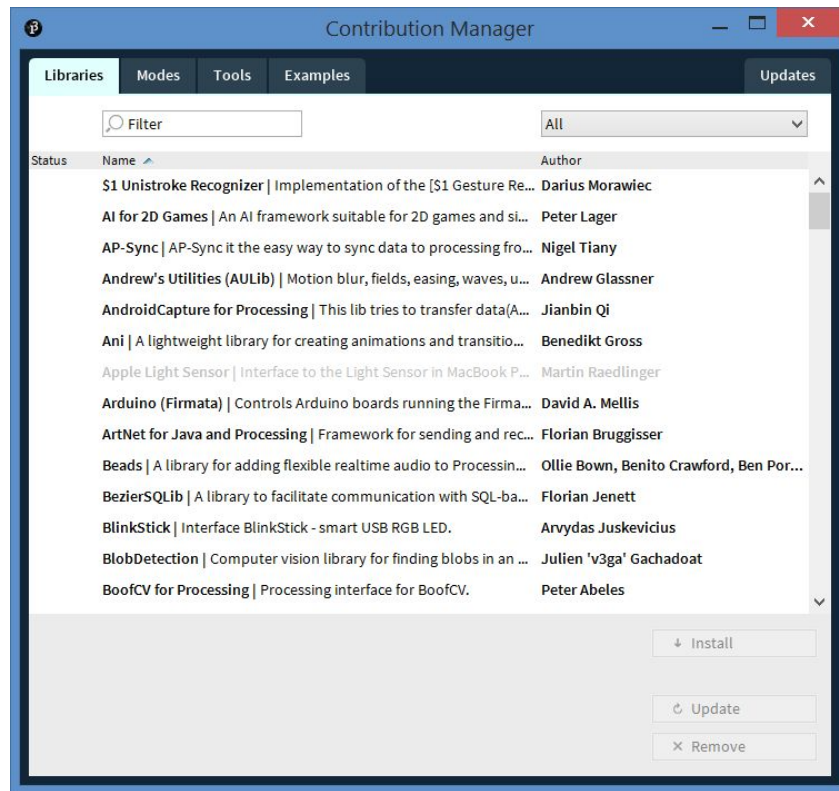 Contribution Manager
Libraries Modes Tools Examples Updates
Filter All
Status Name Author
$1 Unistroke Recognizer | Implementation of the [$1 Gesture Re... Darius Morawiec
AI for 2D Games | An AI framework suitable for 2D games and si... Peter Lager
AP-Sync | AP-Sync it the easy way to sync data to processing fro... Nigel Tiany
Andrew's Utilities (AULib) | Motion blur, fields, easing, waves, u... Andrew Glassner
AndroidCapture for Processing | This lib tries to transfer data(A... Jianbin Qi
Ani | A lightweight library for creating animations and transitio... Benedikt Gross
Apple Light Sensor | Interface to the Light Sensor in MacBook P... Martin Raedlinger
Arduino (Firmata) | Controls Arduino boards running the Firma... David A. Mellis
ArtNet for Java and Processing | Framework for sending and rec... Florian Bruggisser
Beads | A library for adding flexible realtime audio to Processin... Ollie Bown, Benito Crawford, Ben Por...
BezierSQLib | A library to facilitate communication with SQL-ba... Florian Jenett
BlinkStick | Interface BlinkStick - smart USB RGB LED. Arvydas Juskevicius
BlobDetection | Computer vision library for finding blobs in an ... Julien 'v3ga' Gachadoat
BoofCV for Processing | Processing interface for BoofCV. Peter Abeles
Install
Update
Remove